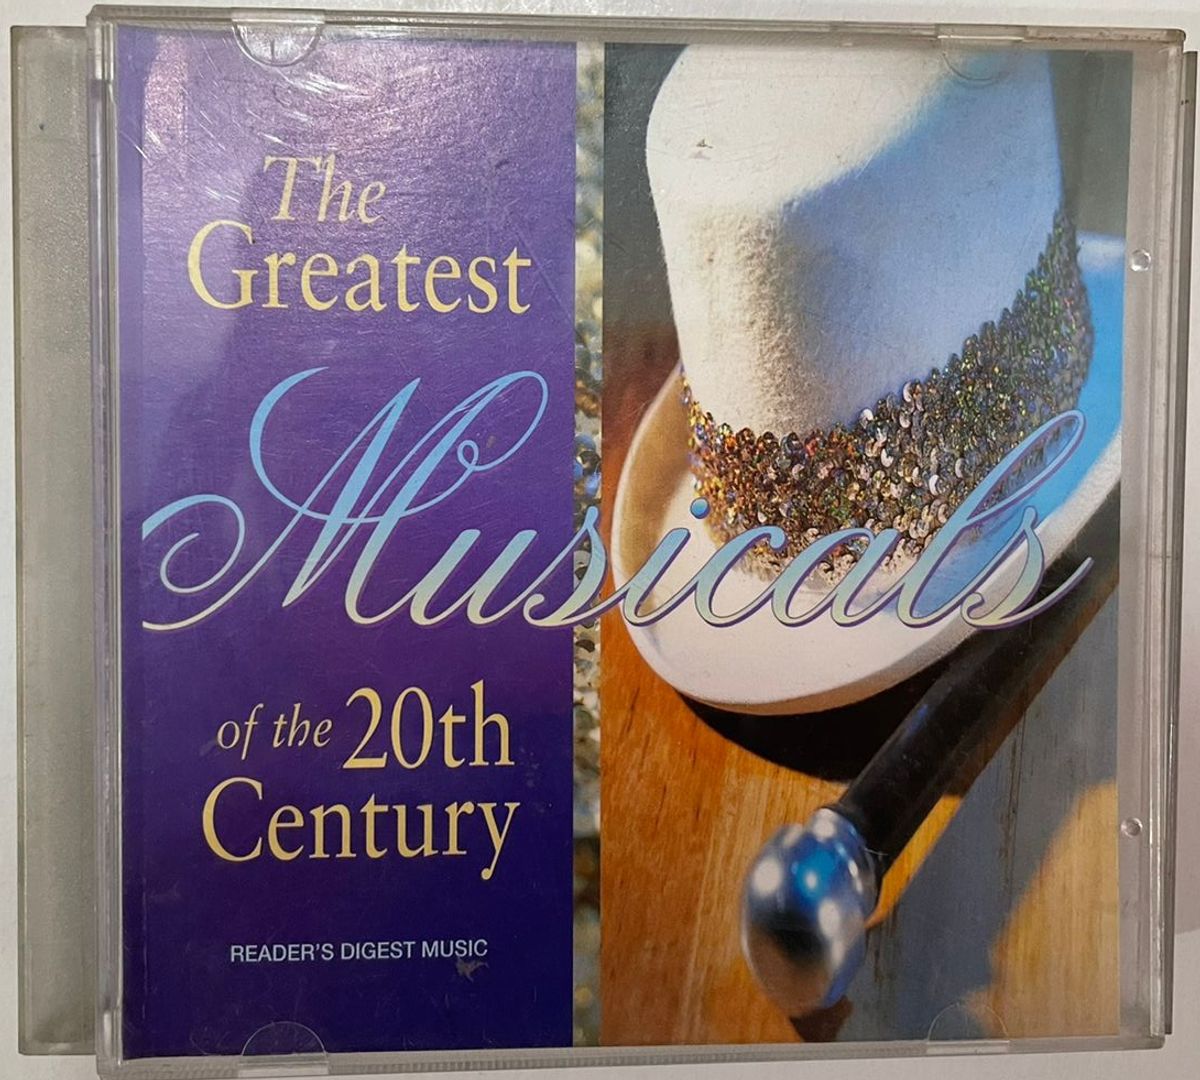 The
Greatest
Musicals
of the 20th
Century
READER'S DIGEST MUSIC